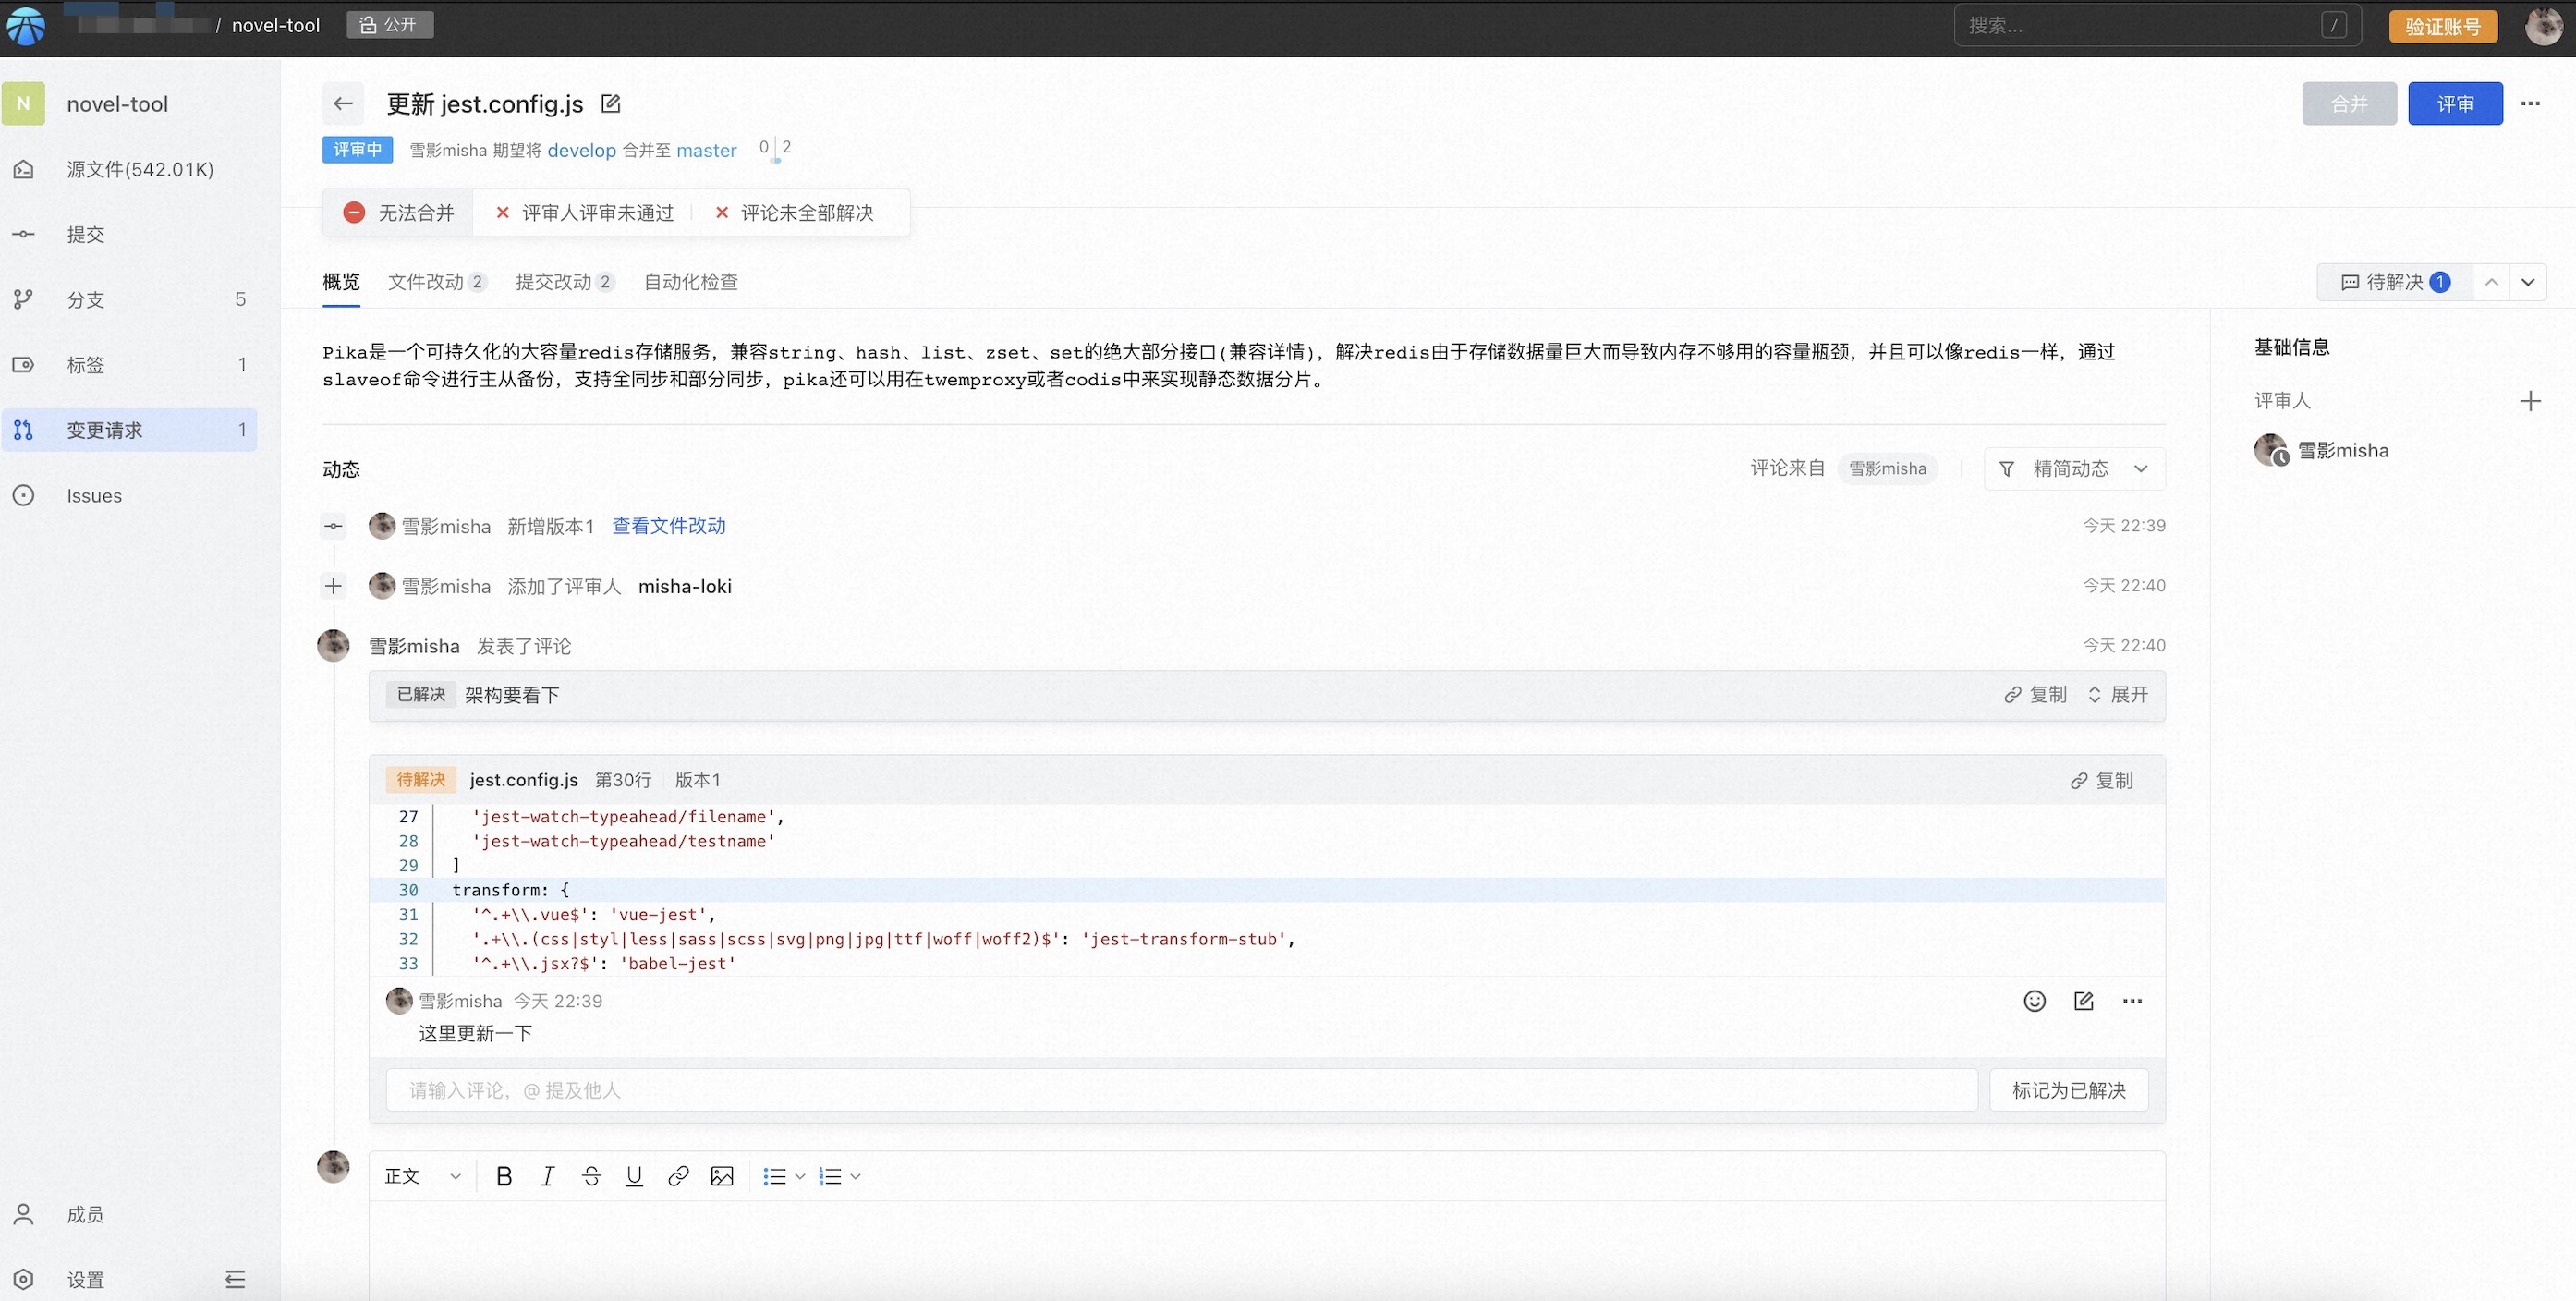 / novel-tool 公开 搜索... / 验证账号
N novel-tool
源文件(542.01K)
提交
分支 5
标签 1
变更请求 1
Issues
成员
设置
更新 jest.config.js 合并 评审
评审中 雪影misha 期望将 develop 合并至 master 0 2
无法合并 评审人评审未通过 评论未全部解决
概览 文件改动 2 提交改动 2 自动化检查 待解决 1
Pika是一个可持久化的大容量redis存储服务，兼容string、hash、list、zset、set的绝大部分接口(兼容详情)，解决redis由于存储数据量巨大而导致内存不够用的容量瓶颈，并且可以像redis一样，通过
slaveof命令进行主从备份，支持全同步和部分同步，pika还可以用在twemproxy或者codis中来实现静态数据分片。
动态 评论来自 雪影misha 精简动态
雪影misha 新增版本1 查看文件改动 今天 22:39
雪影misha 添加了评审人 misha-loki 今天 22:40
雪影misha 发表了评论 今天 22:40
已解决 架构要看下 复制 展开
待解决 jest.config.js 第30行 版本1 复制
27 'jest-watch-typeahead/filename',
28 'jest-watch-typeahead/testname'
29 ]
30 transform: {
31 '^.+\\.vue$': 'vue-jest',
32 '.+\\.(css|styl|less|sass|scss|svg|png|jpg|ttf|woff|woff2)$': 'jest-transform-stub',
33 '^.+\\.jsx?$': 'babel-jest'
雪影misha 今天 22:39
这里更新一下
请输入评论，@ 提及他人 标记为已解决
正文 B I S U
基础信息
评审人
雪影misha